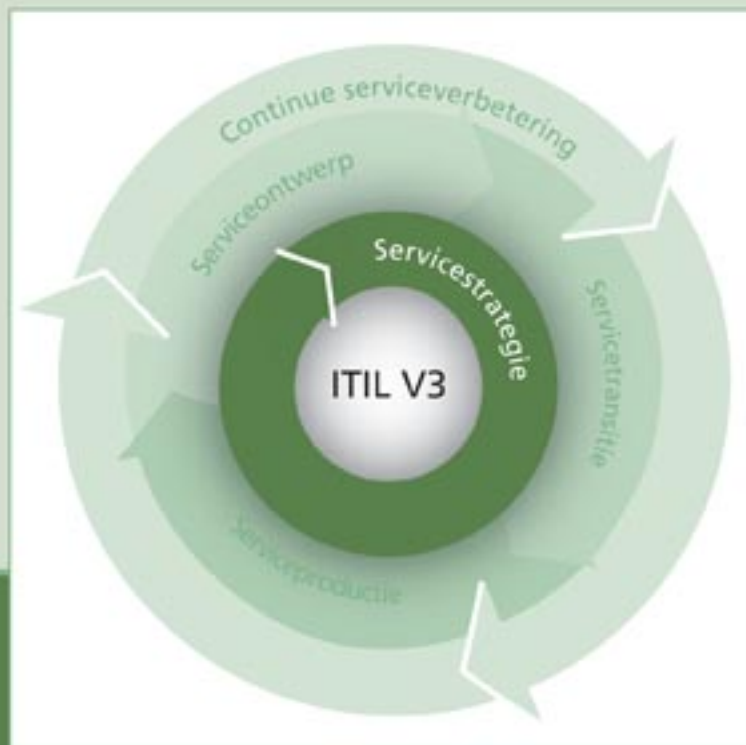 Continue serviceverbetering
Serviceontwerp
Servicestrategie
Servicetransitie
ITIL V3
Serviceproductie